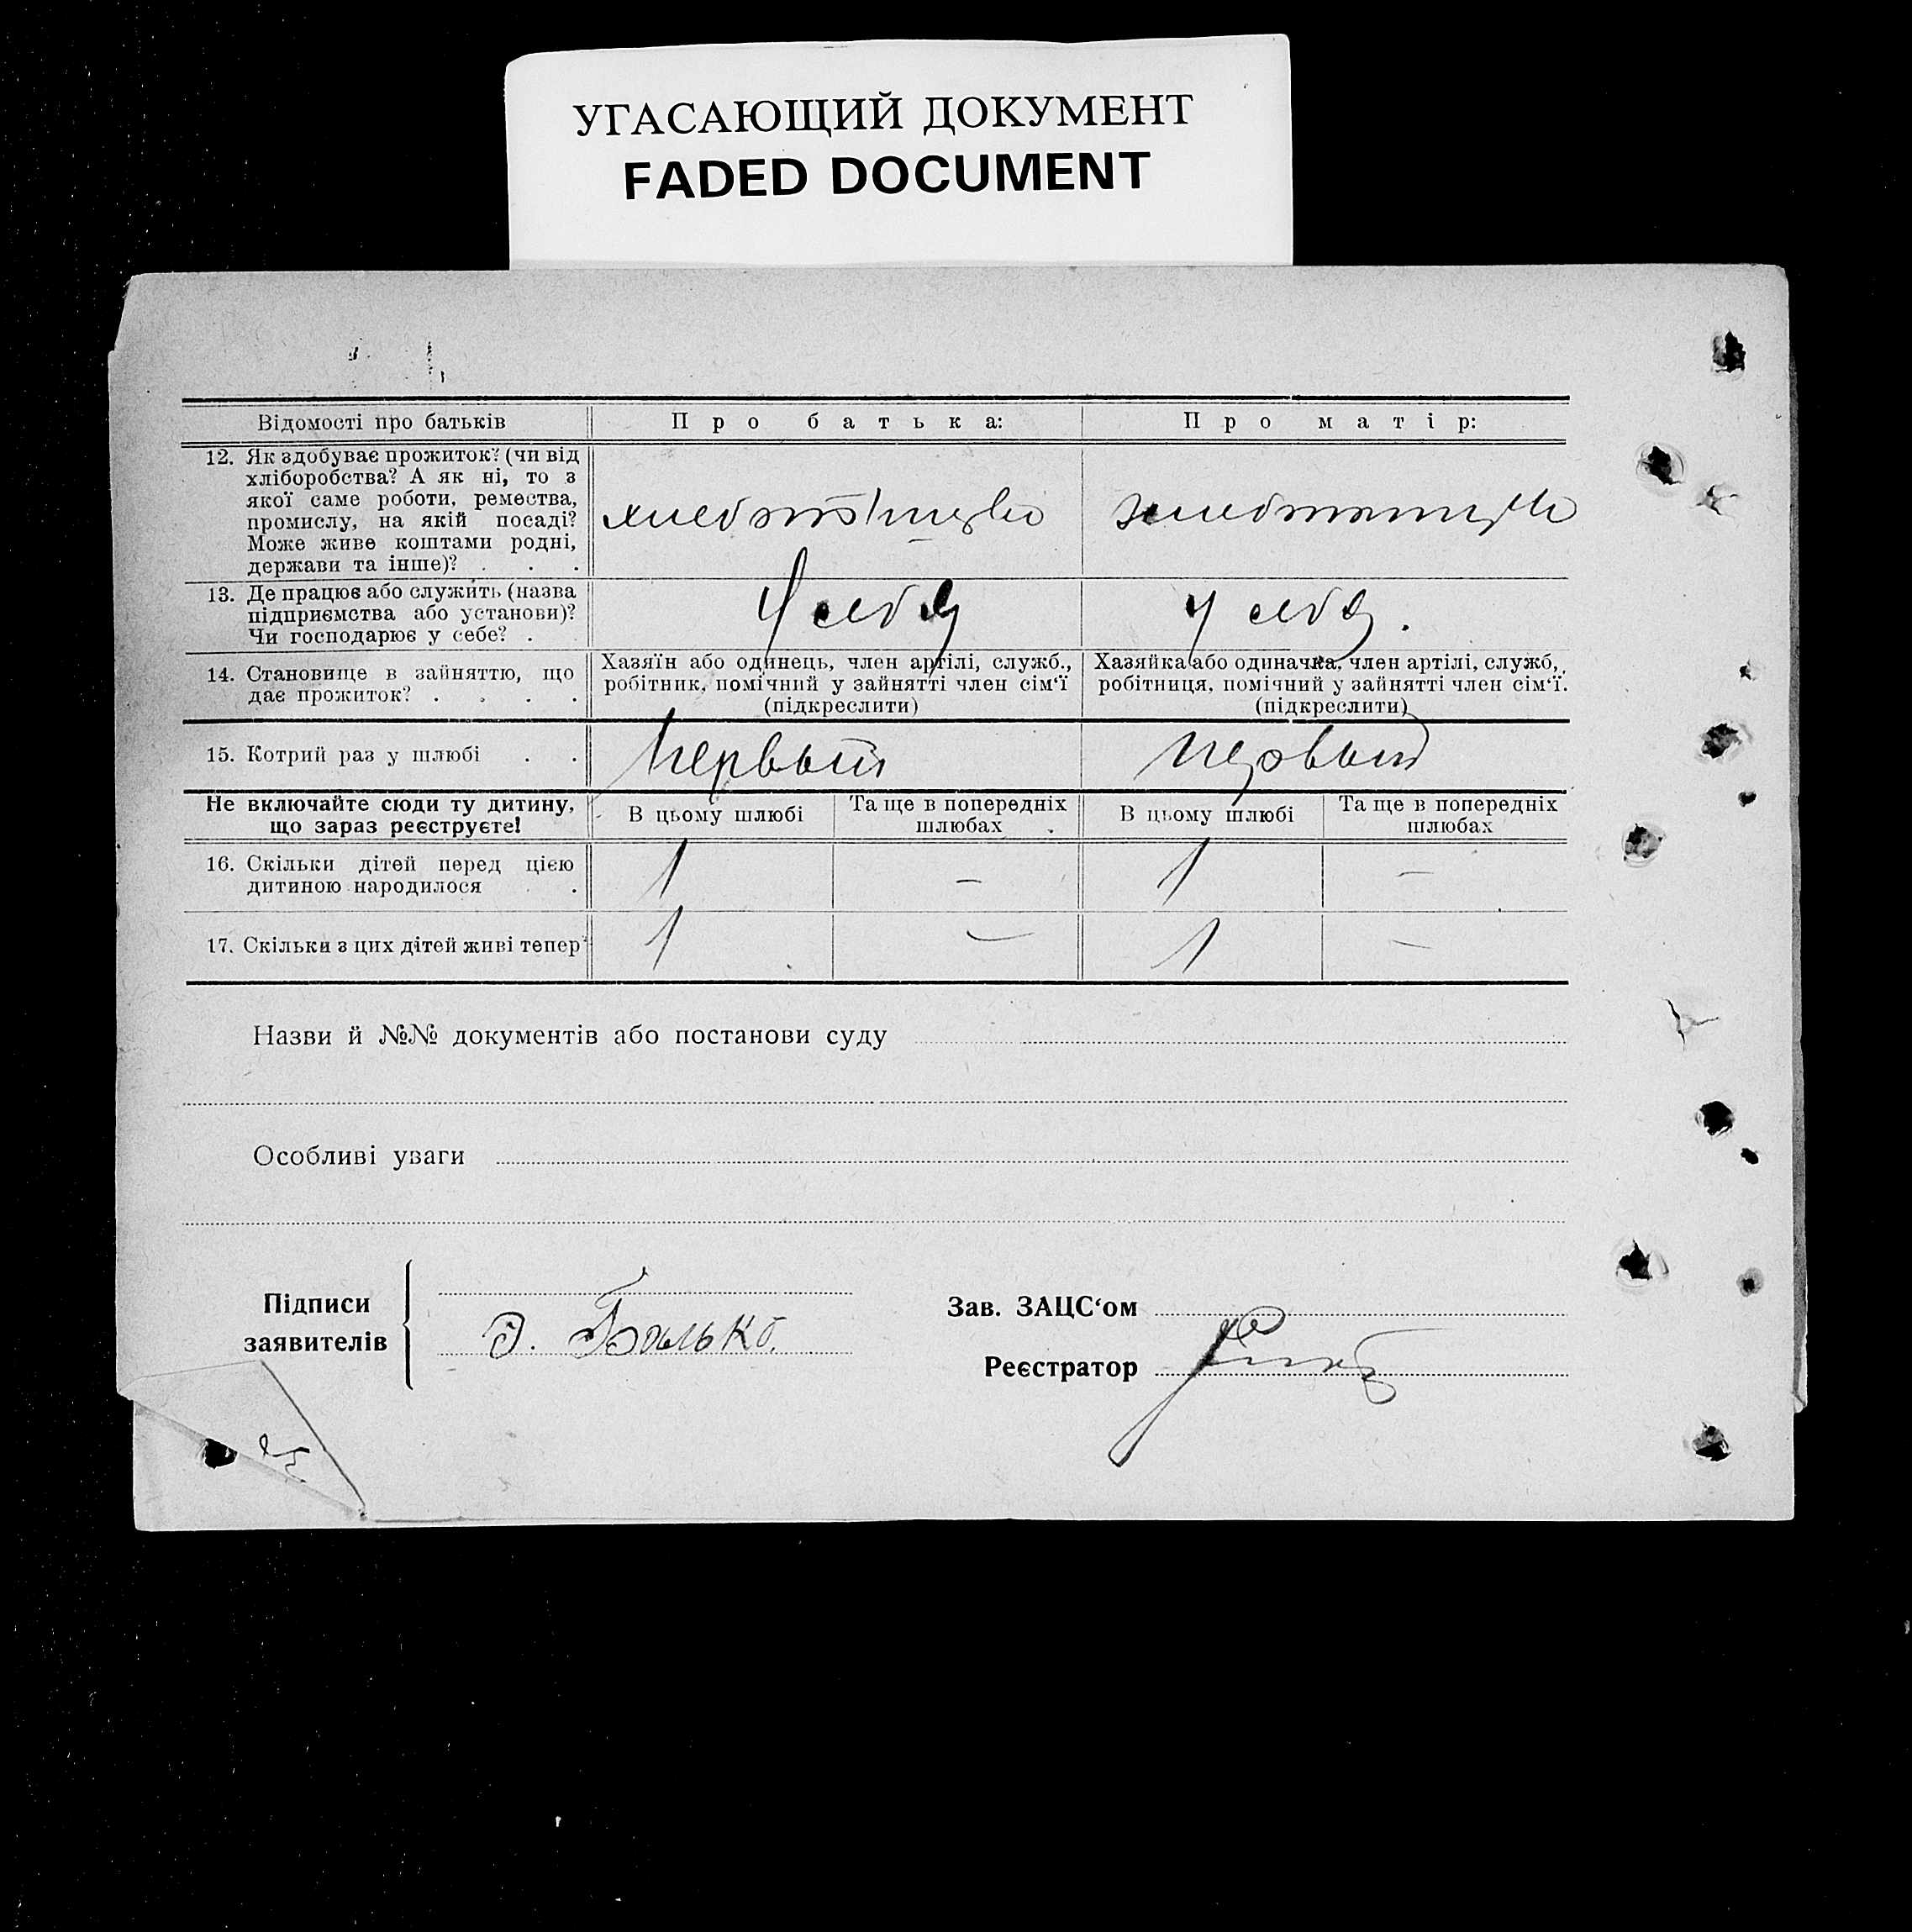 УГАСАЮЩИЙ ДОКУМЕНТ
FADED DOCUMENT
Відомості про батьків
Про батька:
Про матір:
12. Як здобуває прожиток? (чи від
хліборобства? А як ні, то з
якої саме роботи, ремества,
промислу, на якій посаді?
Може живе коштами родні,
держави та інше)? . . .
13. Де працює або служить (назва
підприємства або установи)?
Чи господарює у себе? .
У себя
у себя.
14. Становище в зайняттю, що
дає прожиток? . . . .
Хазяїн або одинець, член артілі, служб.,
робітник, помічний у зайнятті член сім‘ї
(підкреслити)
Хазяйка або одиначка, член артілі, служб,
робітниця, помічний у зайнятті член сім‘ї.
(підкреслити)
15. Котрий раз у шлюбі . .
Первый
первый
Не включайте сюди ту дитину,
що зараз реєструєте!
В цьому шлюбі
Та ще в попередніх
шлюбах
В цьому шлюбі
Та ще в попередніх
шлюбах
16. Скільки дітей перед цією
дитиною народилося .
1
—
1
—
17. Скільки з цих дітей живі тепер
1
—
1
—
Назви й №№ документів або постанови суду
Особливі уваги
Підписи
заявителів
Э. Билько.
Зав. ЗАЦС‘ом
Реєстратор